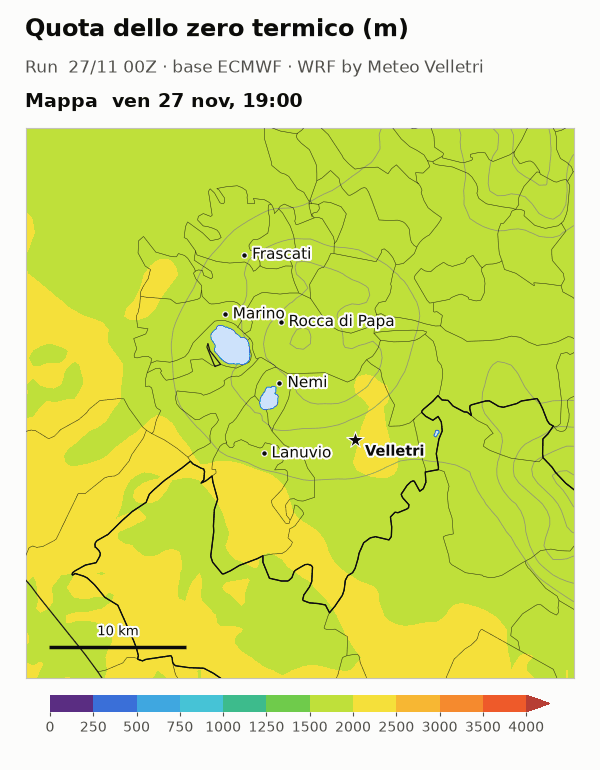 Quota dello zero termico (m)
Run  27/11 00Z · base ECMWF · WRF by Meteo Velletri
Mappa  ven 27 nov, 19:00
Frascati
Marino
Rocca di Papa
Nemi
Velletri
Lanuvio
10 km
0 250 500 750 1000 1250 1500 2000 2500 3000 3500 4000